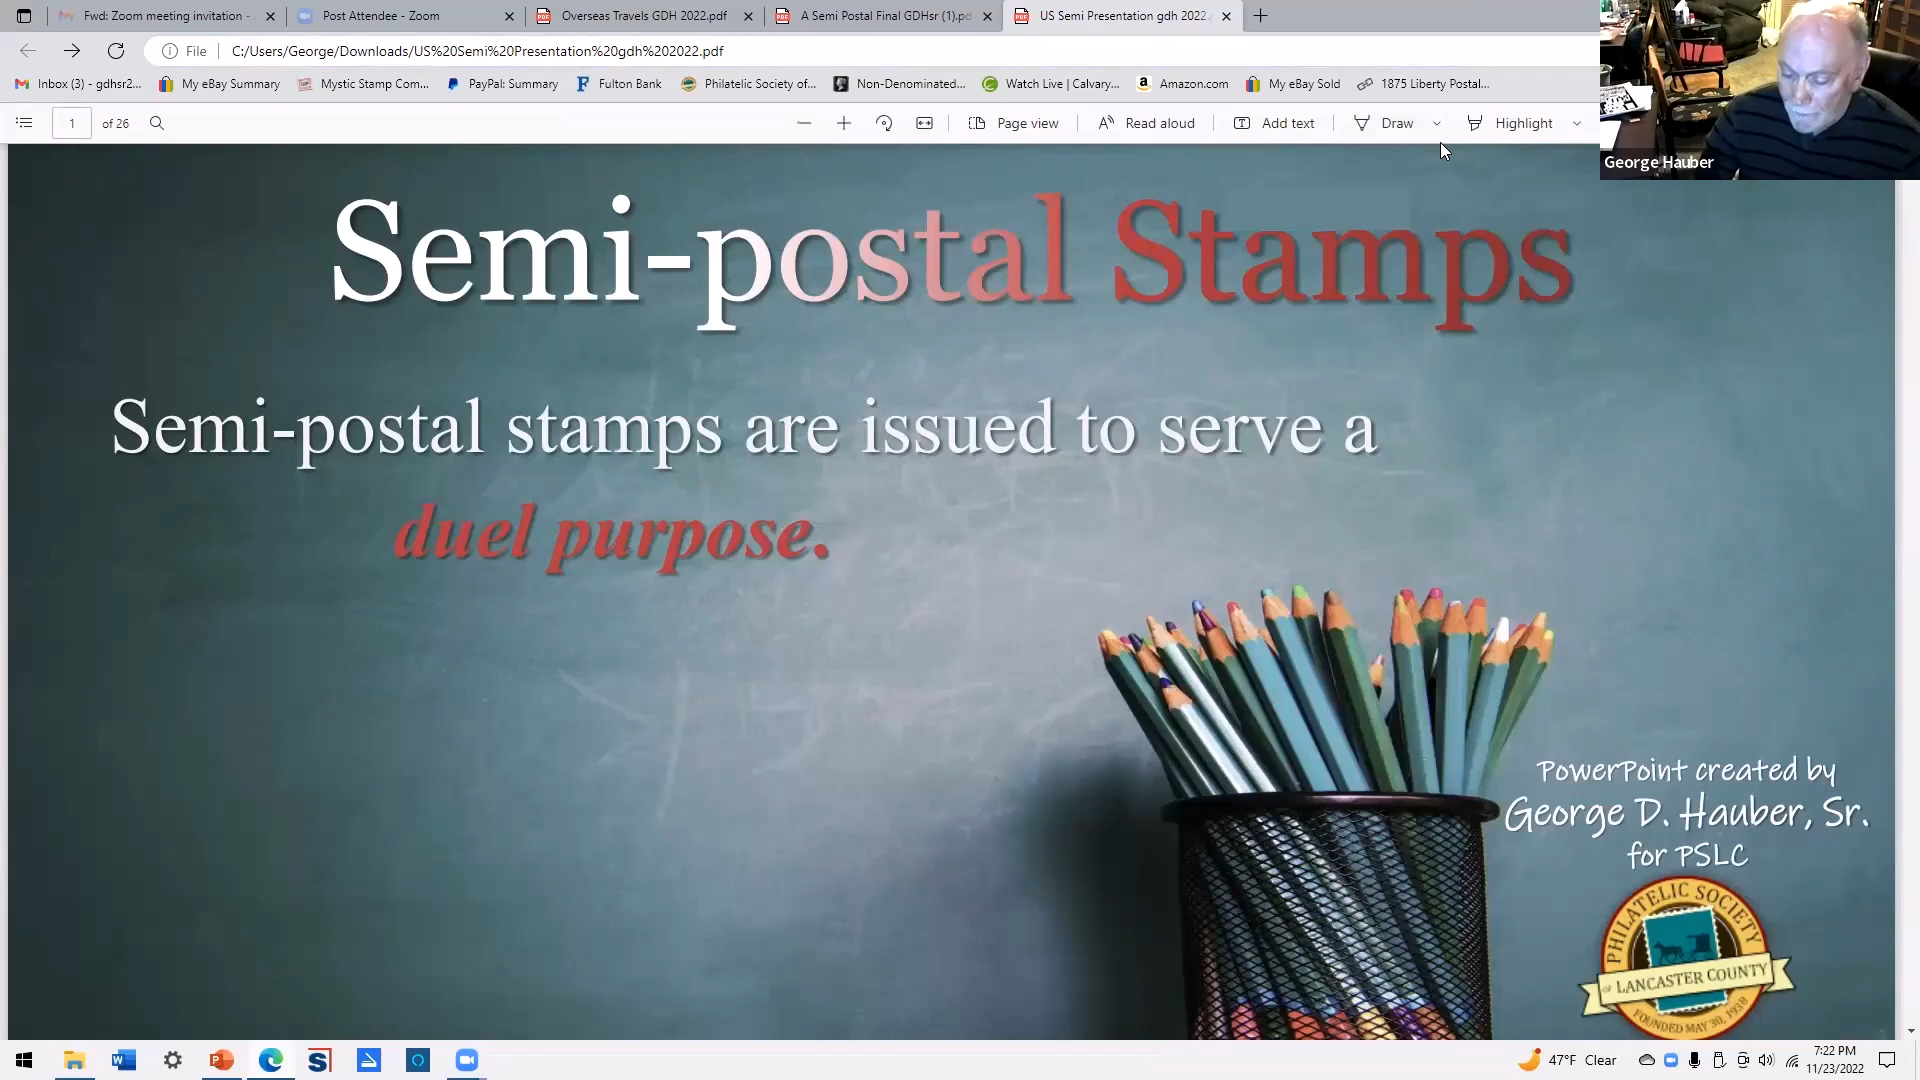 Fwd: Zoom meeting invitation -
Post Attendee - Zoom
Overseas Travels GDH 2022.pdf
A Semi Postal Final GDHsr (1).pd
US Semi Presentation gdh 2022.
File
C:/Users/George/Downloads/US%20Semi%20Presentation%20gdh%202022.pdf
Inbox (3) - gdhsr2...
My eBay Summary
Mystic Stamp Com...
PayPal: Summary
Fulton Bank
Philatelic Society of...
Non-Denominated...
Watch Live | Calvary...
Amazon.com
My eBay Sold
1875 Liberty Postal...
1 of 26
Page view
Read aloud
Add text
Draw
Highlight
George Hauber
Semi-postal Stamps
Semi-postal stamps are issued to serve a
duel purpose.
PowerPoint created by
George D. Hauber, Sr.
for PSLC
PHILATELIC SOCIETY
OF LANCASTER COUNTY
FOUNDED MAY 30, 1938
47°F Clear
7:22 PM
11/23/2022